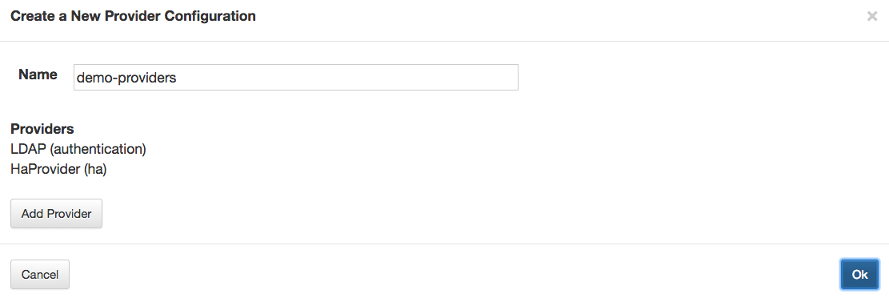 Create a New Provider Configuration ×
Name demo-providers
Providers
LDAP (authentication)
HaProvider (ha)
Add Provider
Cancel Ok